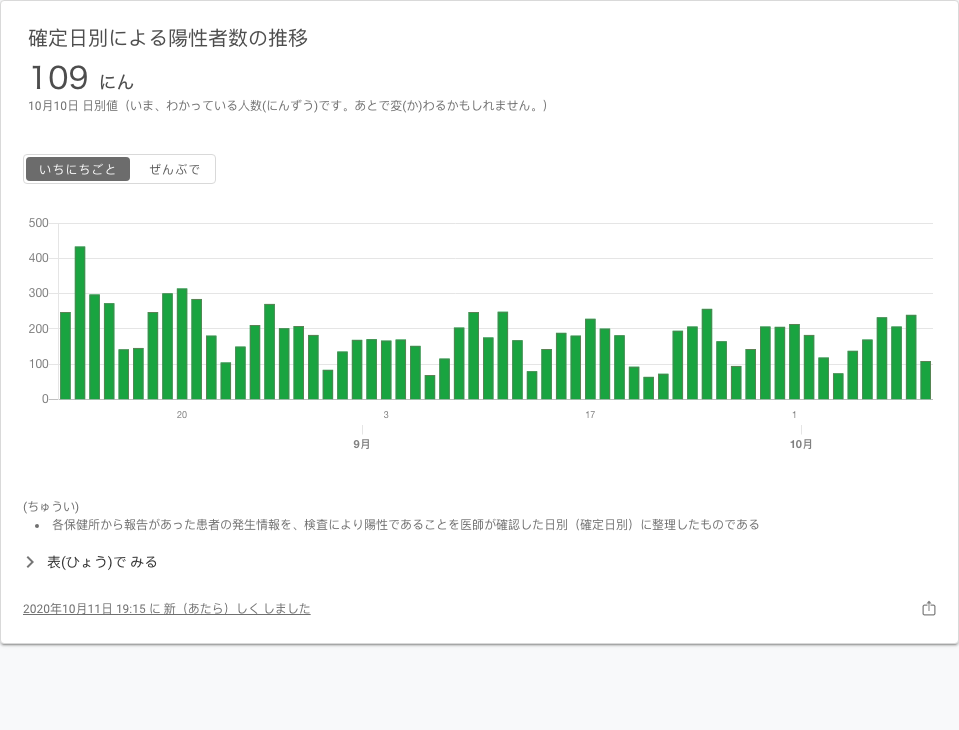 確定日別による陽性者数の推移
109 にん
10月10日 日別値（いま、わかっている人数(にんずう)です。あとで変(か)わるかもしれません。）
いちにちごと ぜんぶで
500
400
300
200
100
0
20 3 17 1
9月 10月
(ちゅうい)
• 各保健所から報告があった患者の発生情報を、検査により陽性であることを医師が確認した日別（確定日別）に整理したものである
表(ひょう)で みる
2020年10月11日 19:15 に 新（あたら）しく しました